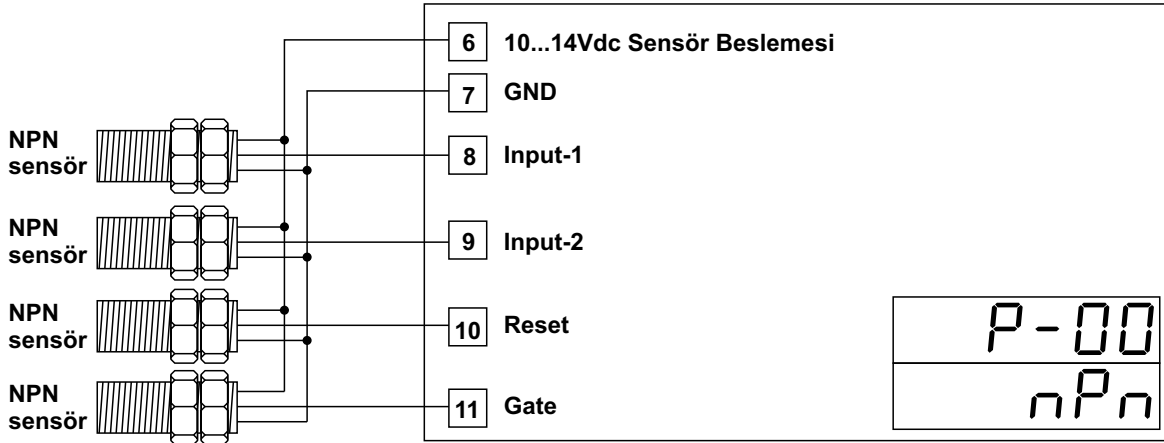 6 10...14Vdc Sensör Beslemesi
7 GND
NPN
sensör
8 Input-1
NPN
sensör
9 Input-2
NPN
sensör
10 Reset
NPN
sensör
11 Gate
P-00
nPn